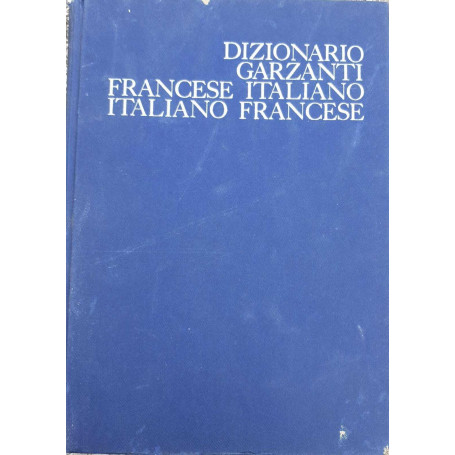 DIZIONARIO
GARZANTI
FRANCESE ITALIANO
ITALIANO FRANCESE